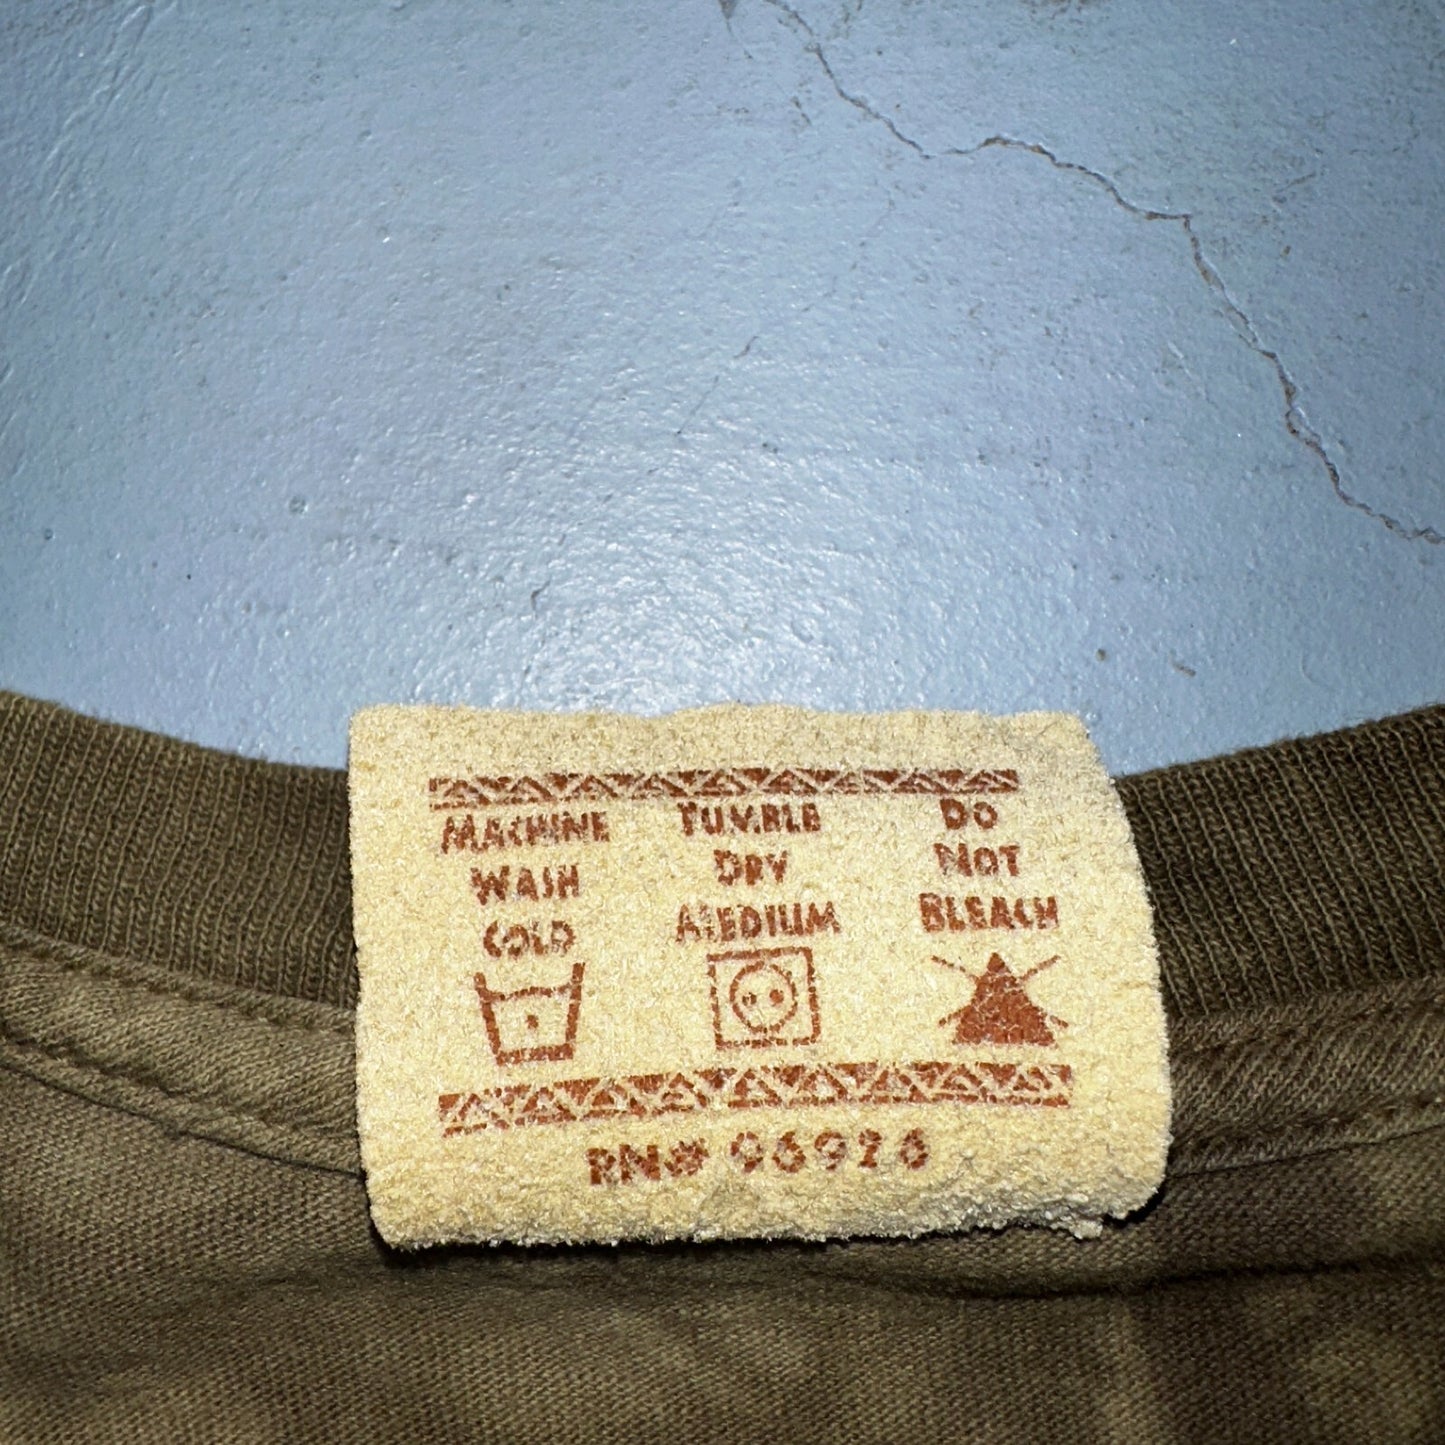 MACHINE
WASH
COLD
TUMBLE
DRY
MEDIUM
DO
NOT
BLEACH
RN# 96926